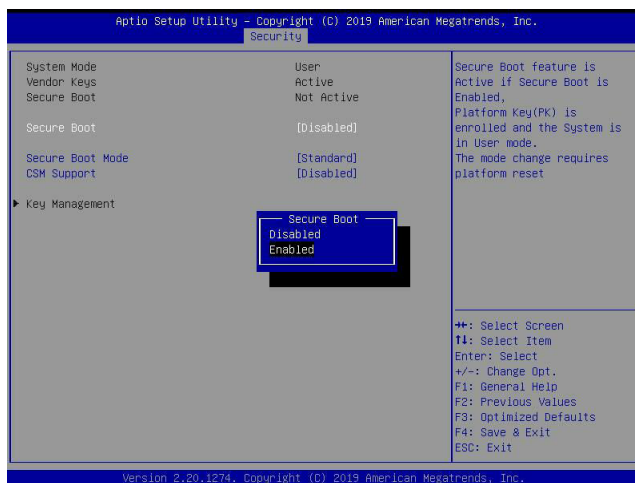 Aptio Setup Utility – Copyright (C) 2019 American Megatrends, Inc.
Security
System Mode User
Vendor Keys Active
Secure Boot Not Active
Secure Boot [Disabled]
Secure Boot Mode [Standard]
CSM Support [Disabled]
Key Management
Secure Boot
Disabled
Enabled
Secure Boot feature is
Active if Secure Boot is
Enabled,
Platform Key(PK) is
enrolled and the System is
in User mode.
The mode change requires
platform reset
→←: Select Screen
↑↓: Select Item
Enter: Select
+/-: Change Opt.
F1: General Help
F2: Previous Values
F3: Optimized Defaults
F4: Save & Exit
ESC: Exit
Version 2.20.1274. Copyright (C) 2019 American Megatrends, Inc.